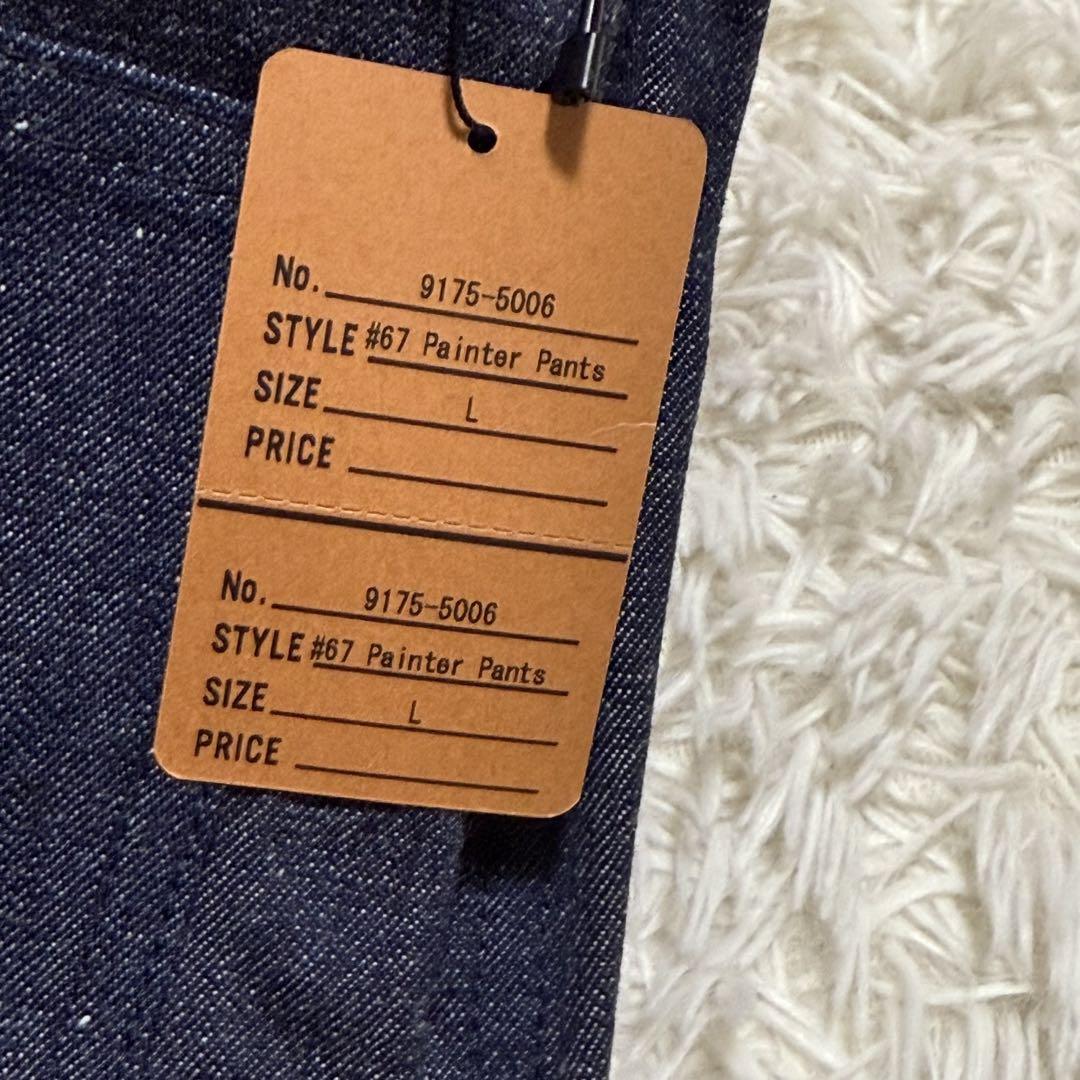 No. 9175-5006
STYLE #67 Painter Pants
SIZE L
PRICE
No. 9175-5006
STYLE #67 Painter Pants
SIZE L
PRICE